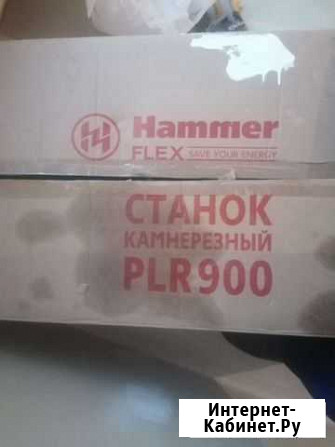 Hammer
FLEX SAVE YOUR ENERGY
СТАНОК
КАМНЕРЕЗНЫЙ
PLR900
Интернет-
Кабинет.Ру